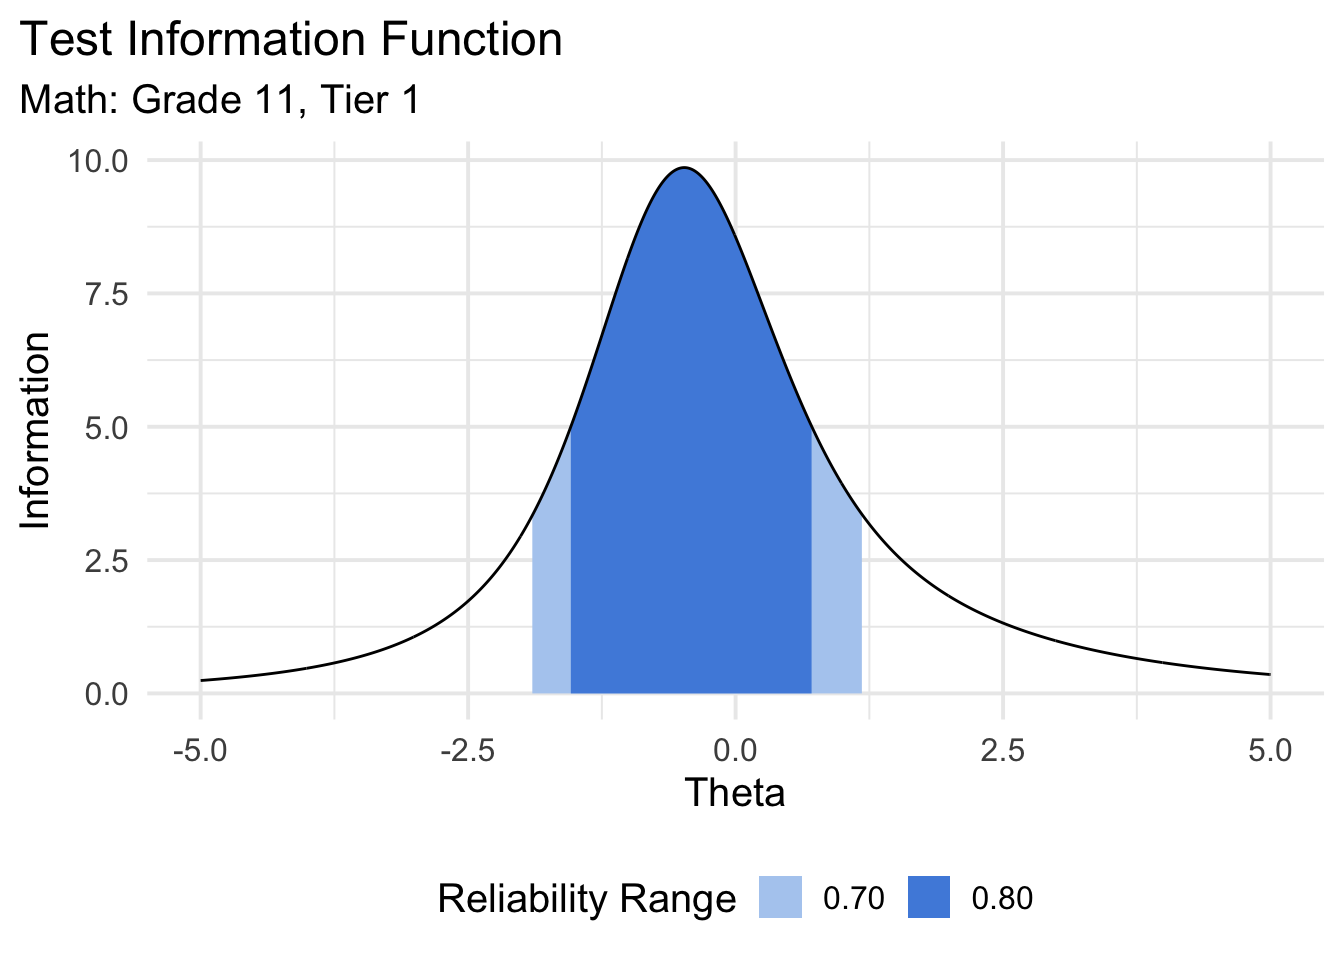 Test Information Function
Math: Grade 11, Tier 1
Information
10.0
7.5
5.0
2.5
0.0
-5.0 -2.5 0.0 2.5 5.0
Theta
Reliability Range 0.70 0.80